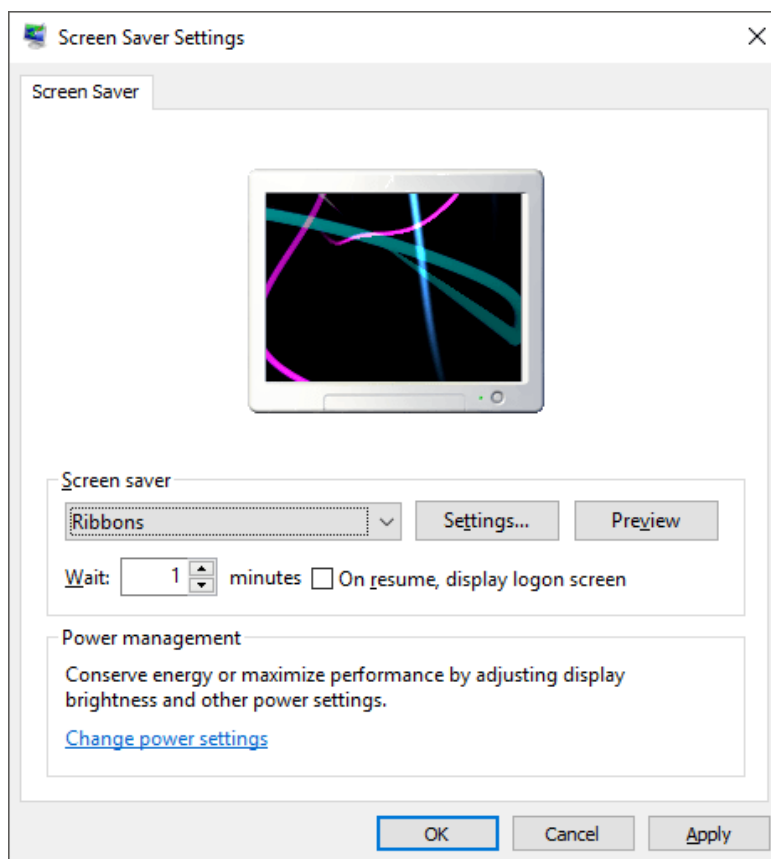 Screen Saver Settings
Screen Saver
Screen saver
Ribbons Settings... Preview
Wait: 1 minutes On resume, display logon screen
Power management
Conserve energy or maximize performance by adjusting display
brightness and other power settings.
Change power settings
OK Cancel Apply